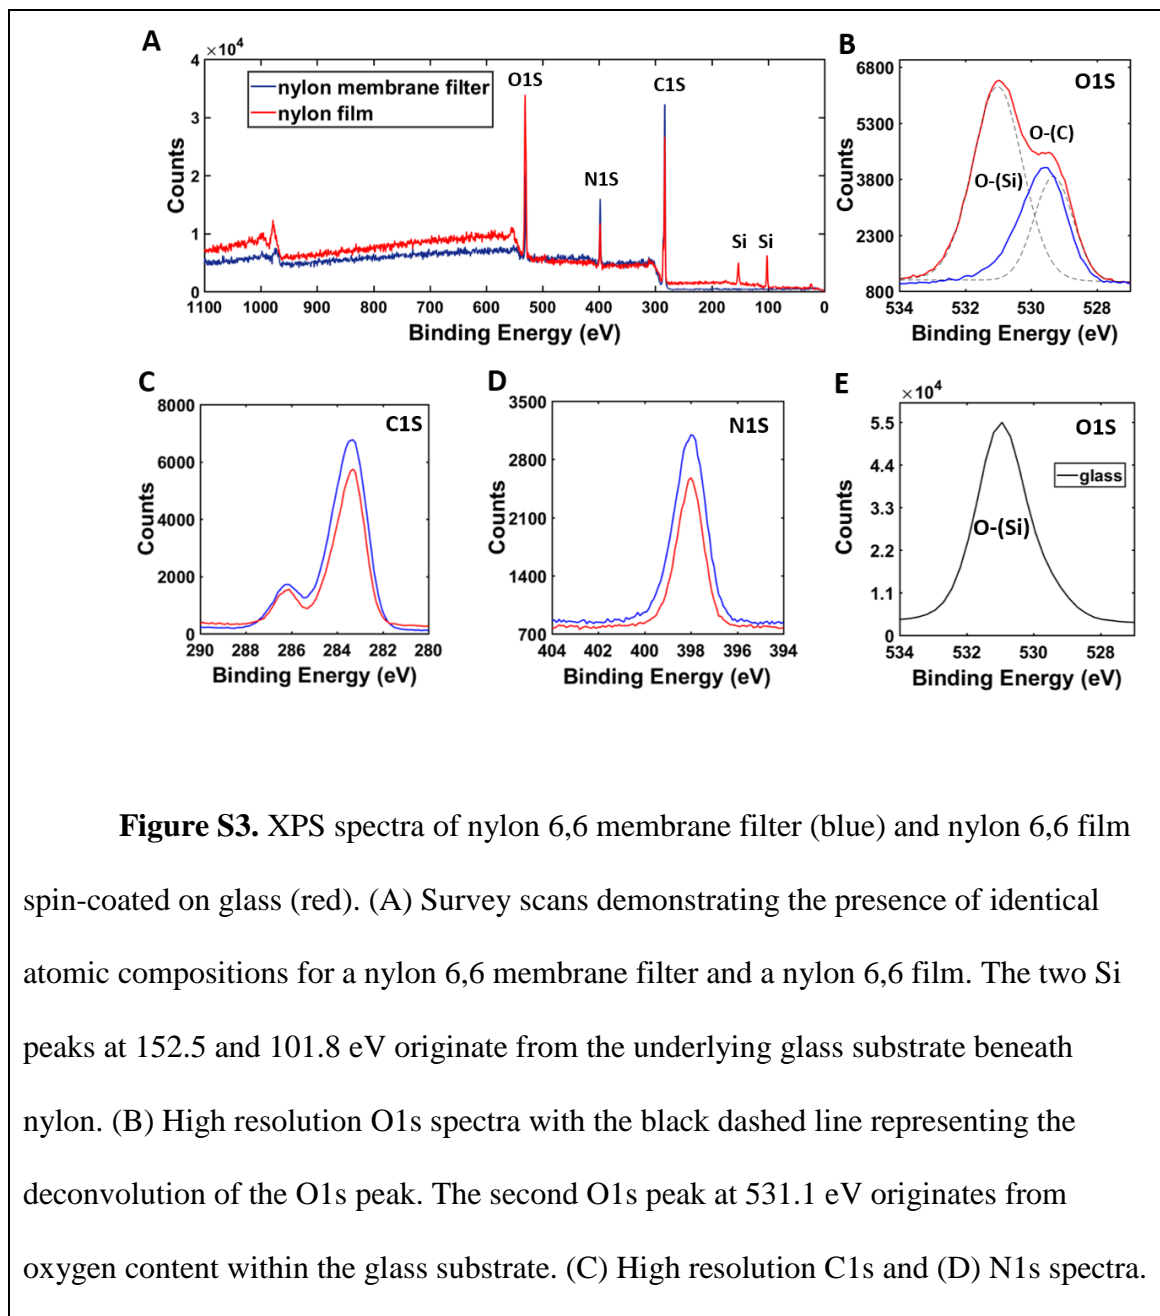 A
×10⁴
4
3
2
1
0
Counts
nylon membrane filter
nylon film
O1S
C1S
N1S
Si
Si
1100 1000 900 800 700 600 500 400 300 200 100 0
Binding Energy (eV)
B
O1S
6800
5300
3800
2300
800
Counts
O-(C)
O-(Si)
534 532 530 528
Binding Energy (eV)
C
C1S
8000
6000
4000
2000
0
Counts
290 288 286 284 282 280
Binding Energy (eV)
D
N1S
3500
2800
2100
1400
700
Counts
404 402 400 398 396 394
Binding Energy (eV)
E
×10⁴
O1S
5.5
4.4
3.3
2.2
1.1
0
Counts
glass
O-(Si)
534 532 530 528
Binding Energy (eV)
Figure S3. XPS spectra of nylon 6,6 membrane filter (blue) and nylon 6,6 film
spin-coated on glass (red). (A) Survey scans demonstrating the presence of identical
atomic compositions for a nylon 6,6 membrane filter and a nylon 6,6 film. The two Si
peaks at 152.5 and 101.8 eV originate from the underlying glass substrate beneath
nylon. (B) High resolution O1s spectra with the black dashed line representing the
deconvolution of the O1s peak. The second O1s peak at 531.1 eV originates from
oxygen content within the glass substrate. (C) High resolution C1s and (D) N1s spectra.